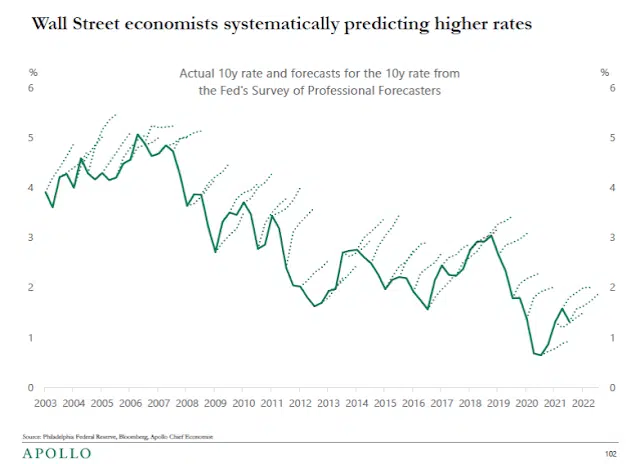 Wall Street economists systematically predicting higher rates
% %
Actual 10y rate and forecasts for the 10y rate from
the Fed's Survey of Professional Forecasters
6 6
5 5
4 4
3 3
2 2
1 1
0 0
2003 2004 2005 2006 2007 2008 2009 2010 2011 2012 2013 2014 2015 2016 2017 2018 2019 2020 2021 2022
Source: Philadelphia Federal Reserve, Bloomberg, Apollo Chief Economist
APOLLO 102